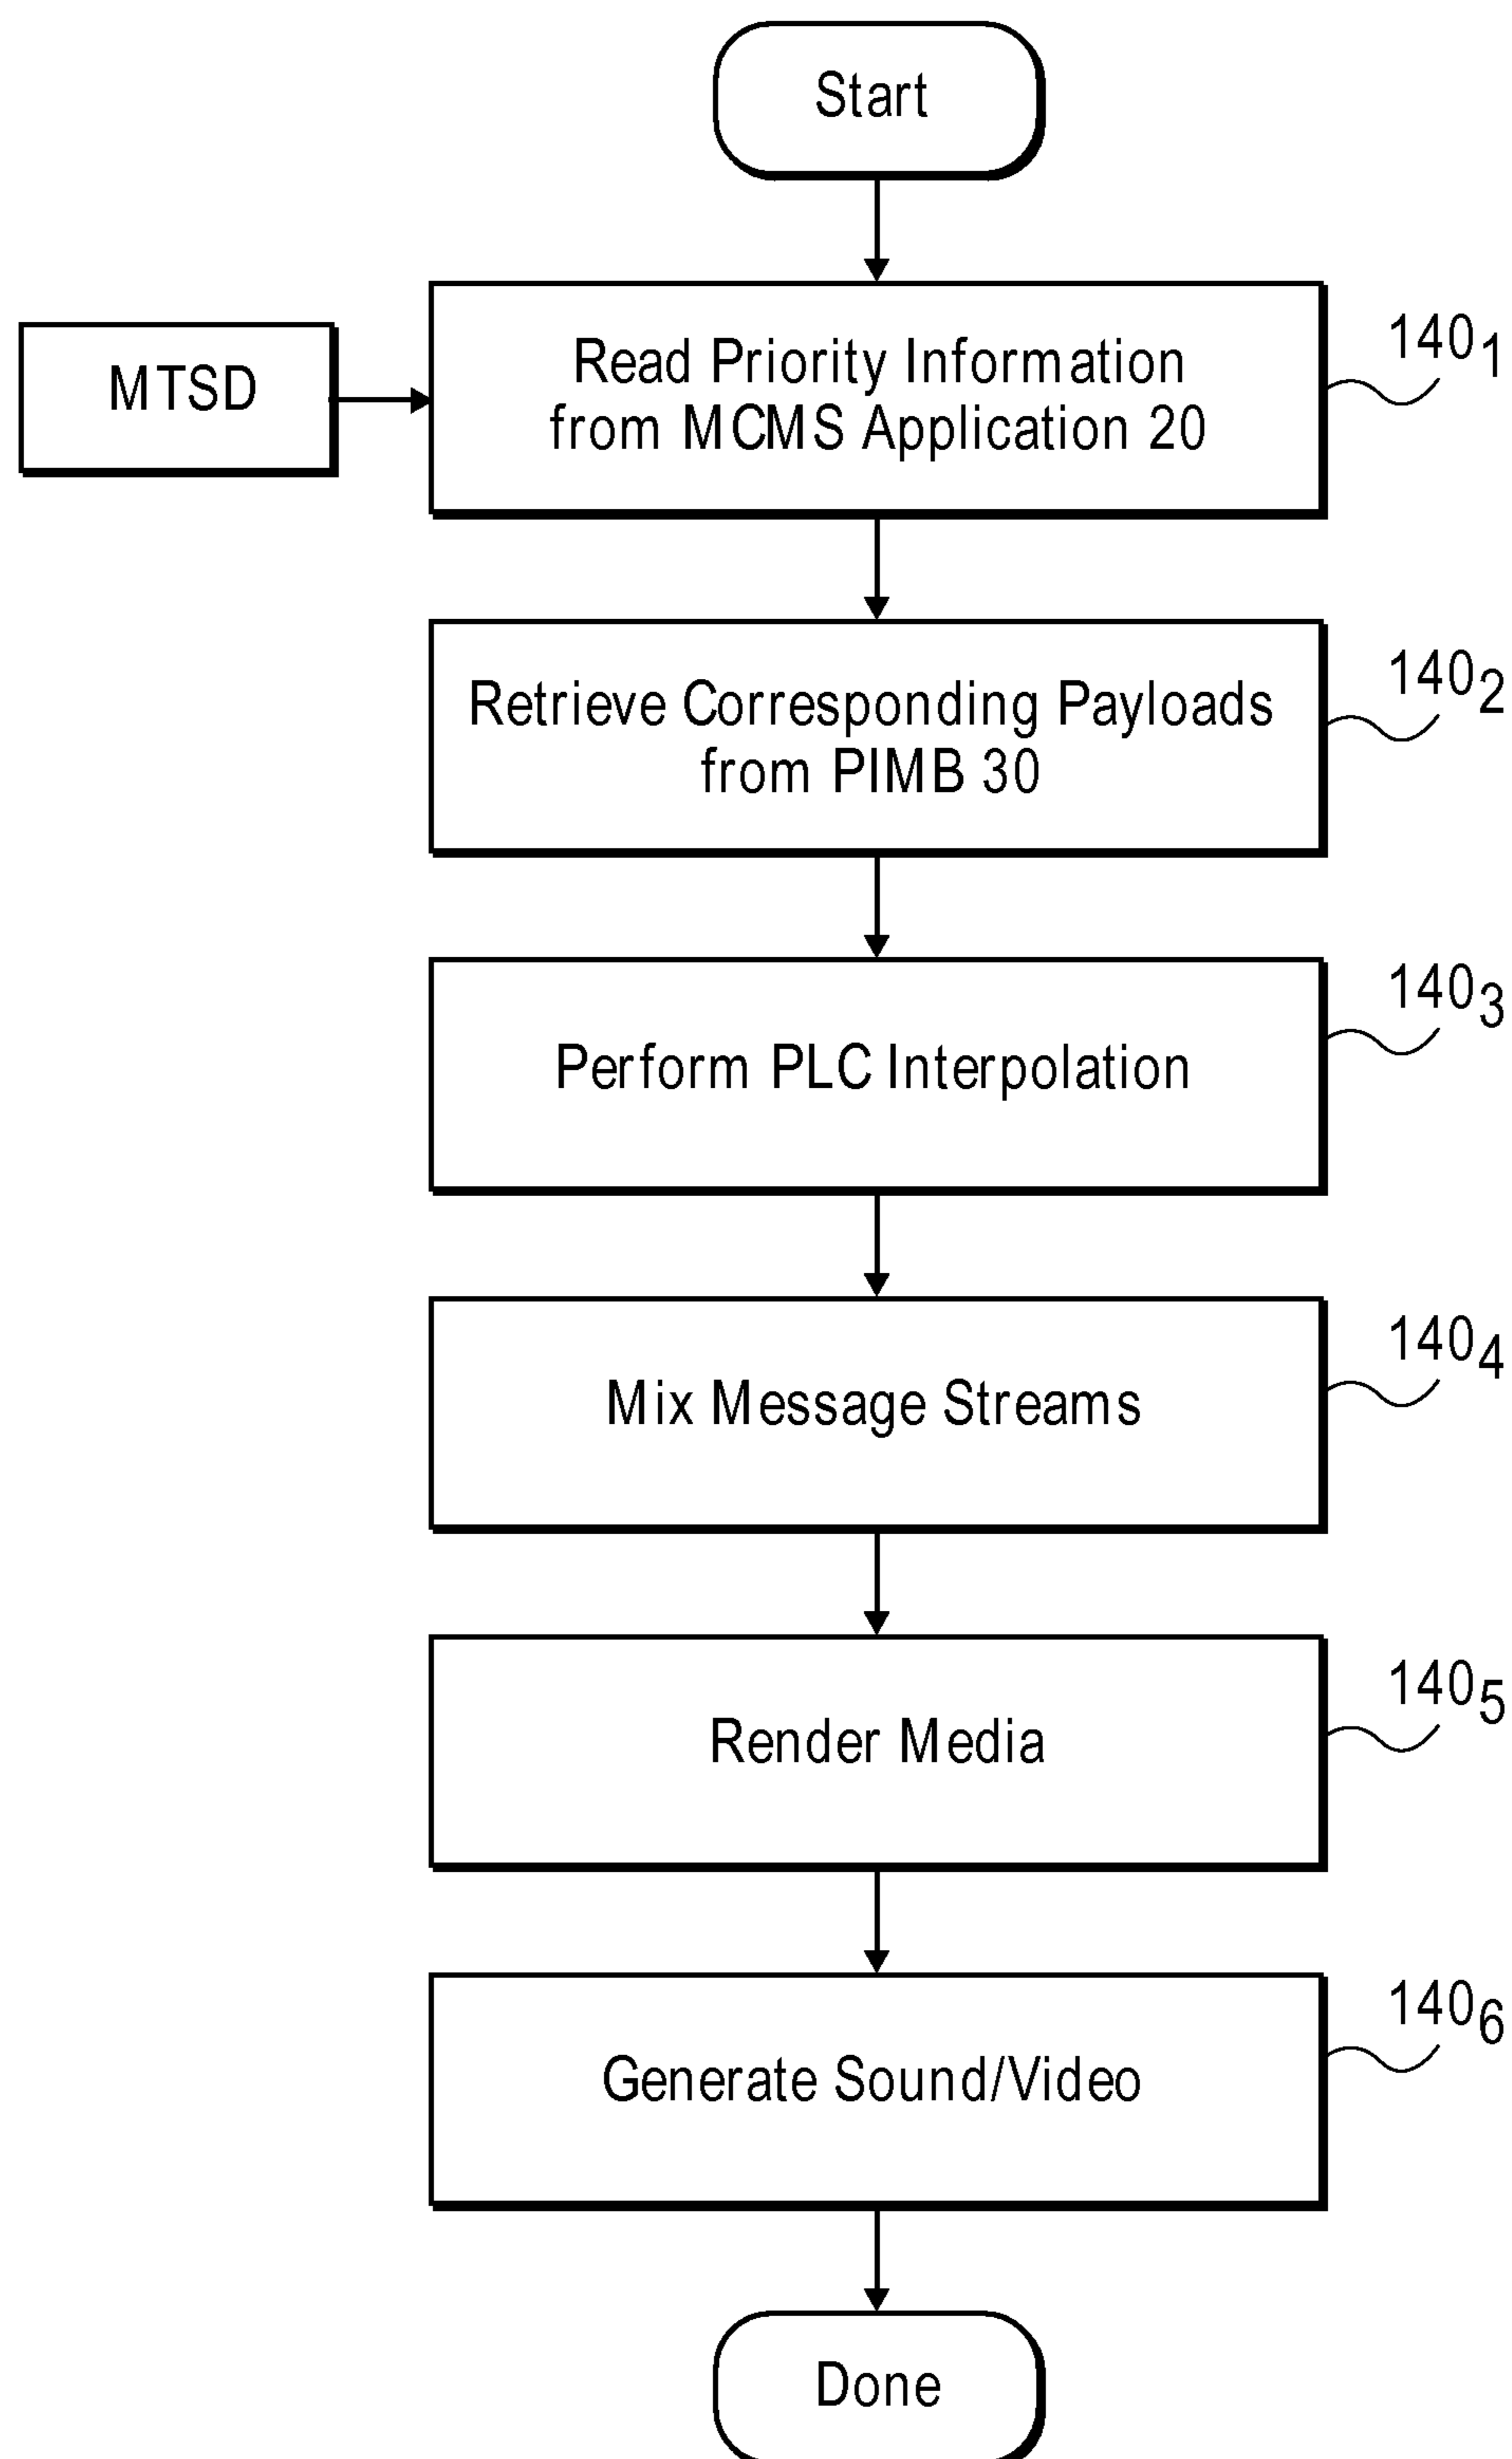 Start
MTSD
Read Priority Information
from MCMS Application 20
140₁
Retrieve Corresponding Payloads
from PIMB 30
140₂
Perform PLC Interpolation
140₃
Mix Message Streams
140₄
Render Media
140₅
Generate Sound/Video
140₆
Done